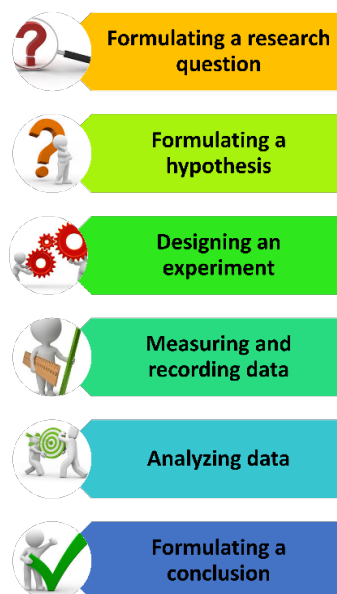 Formulating a research
question
Formulating a
hypothesis
Designing an
experiment
Measuring and
recording data
Analyzing data
Formulating a
conclusion